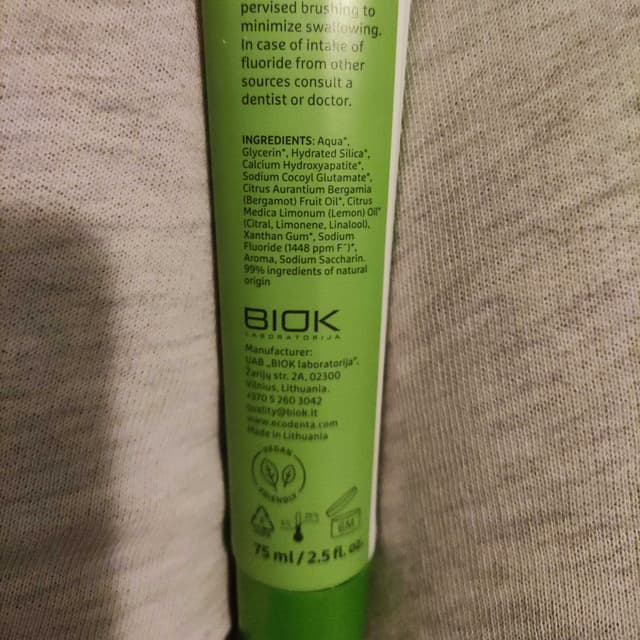 pervised brushing to
minimize swallowing.
In case of intake of
fluoride from other
sources consult a
dentist or doctor.
INGREDIENTS: Aqua*,
Glycerin*, Hydrated Silica*,
Calcium Hydroxyapatite*,
Sodium Cocoyl Glutamate*,
Citrus Aurantium Bergamia
(Bergamot) Fruit Oil*, Citrus
Medica Limonum (Lemon) Oil*
(Citral, Limonene, Linalool),
Xanthan Gum*, Sodium
Fluoride (1448 ppm F⁻)*,
Aroma, Sodium Saccharin.
99% ingredients of natural
origin
BIOK
LABORATORIJA
Manufacturer:
UAB „BIOK laboratorija",
Žarijų str. 2A, 02300
Vilnius, Lithuania.
+370 5 260 3042
quality@biok.lt
www.ecodenta.com
Made in Lithuania
VEGAN
FRIENDLY
6M
75 ml / 2.5 fl. oz.